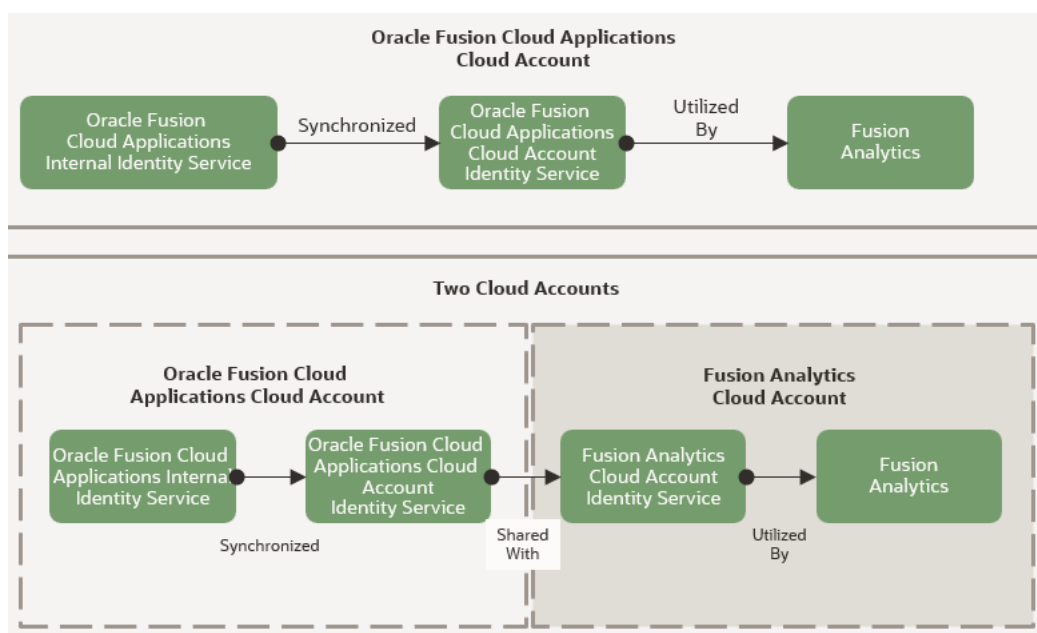 Oracle Fusion Cloud Applications
Cloud Account
Oracle Fusion
Cloud Applications
Internal Identity Service
Synchronized
Oracle Fusion
Cloud Applications
Cloud Account
Identity Service
Utilized
By
Fusion
Analytics
Two Cloud Accounts
Oracle Fusion Cloud
Applications Cloud Account
Oracle Fusion Cloud
Applications Internal
Identity Service
Synchronized
Oracle Fusion Cloud
Applications Cloud
Account
Identity Service
Shared
With
Fusion Analytics
Cloud Account
Fusion Analytics
Cloud Account
Identity Service
Utilized
By
Fusion
Analytics